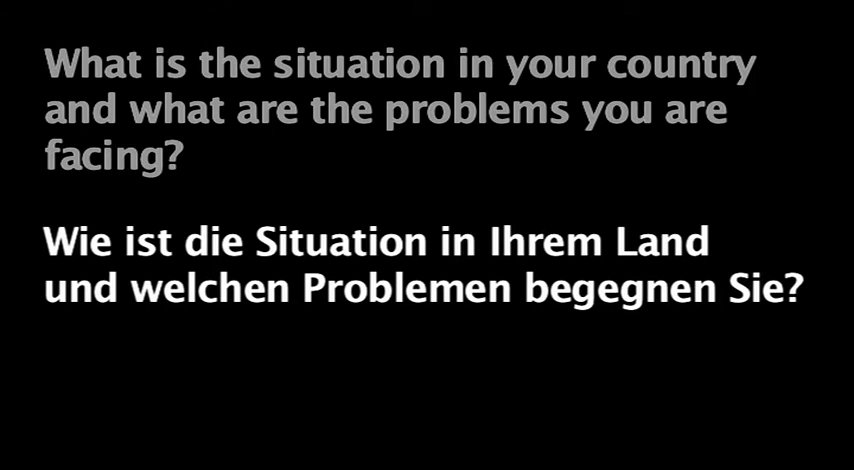 What is the situation in your country
and what are the problems you are
facing?
Wie ist die Situation in Ihrem Land
und welchen Problemen begegnen Sie?